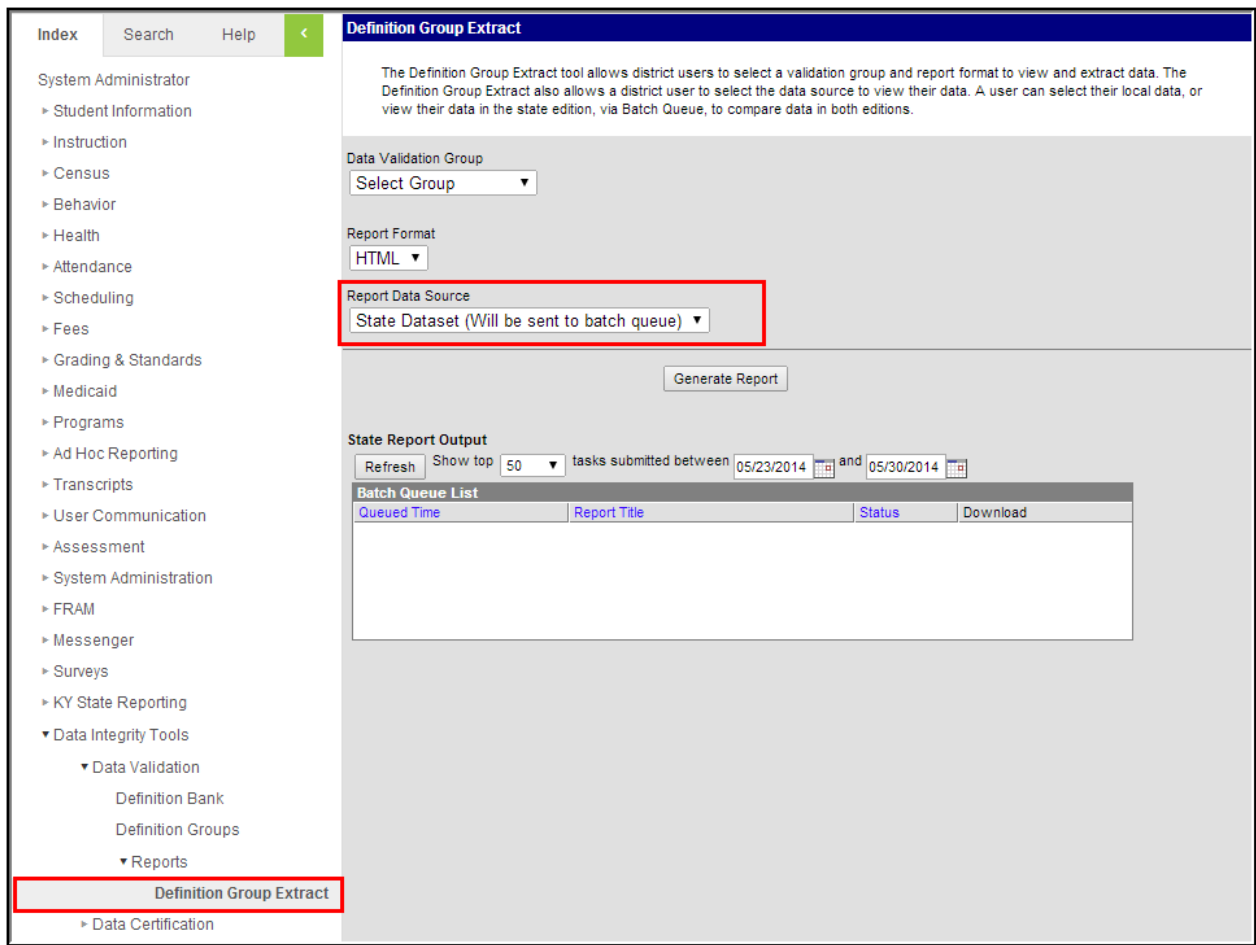 Index Search Help <
System Administrator
Student Information
Instruction
Census
Behavior
Health
Attendance
Scheduling
Fees
Grading & Standards
Medicaid
Programs
Ad Hoc Reporting
Transcripts
User Communication
Assessment
System Administration
FRAM
Messenger
Surveys
KY State Reporting
Data Integrity Tools
Data Validation
Definition Bank
Definition Groups
Reports
Definition Group Extract
Data Certification
Definition Group Extract
The Definition Group Extract tool allows district users to select a validation group and report format to view and extract data. The
Definition Group Extract also allows a district user to select the data source to view their data. A user can select their local data, or
view their data in the state edition, via Batch Queue, to compare data in both editions.
Data Validation Group
Select Group
Report Format
HTML
Report Data Source
State Dataset (Will be sent to batch queue)
Generate Report
State Report Output
Refresh Show top 50 tasks submitted between 05/23/2014 and 05/30/2014
Batch Queue List
Queued Time Report Title Status Download